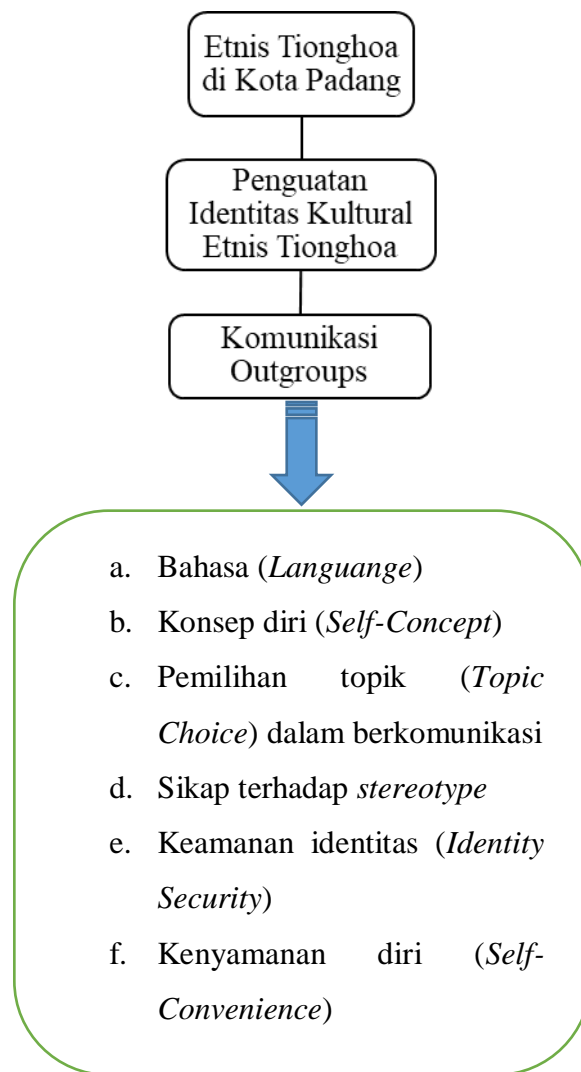 Etnis Tionghoa
di Kota Padang
Penguatan
Identitas Kultural
Etnis Tionghoa
Komunikasi
Outgroups
a. Bahasa (Languange)
b. Konsep diri (Self-Concept)
c. Pemilihan topik (Topic
Choice) dalam berkomunikasi
d. Sikap terhadap stereotype
e. Keamanan identitas (Identity
Security)
f. Kenyamanan diri (Self-
Convenience)